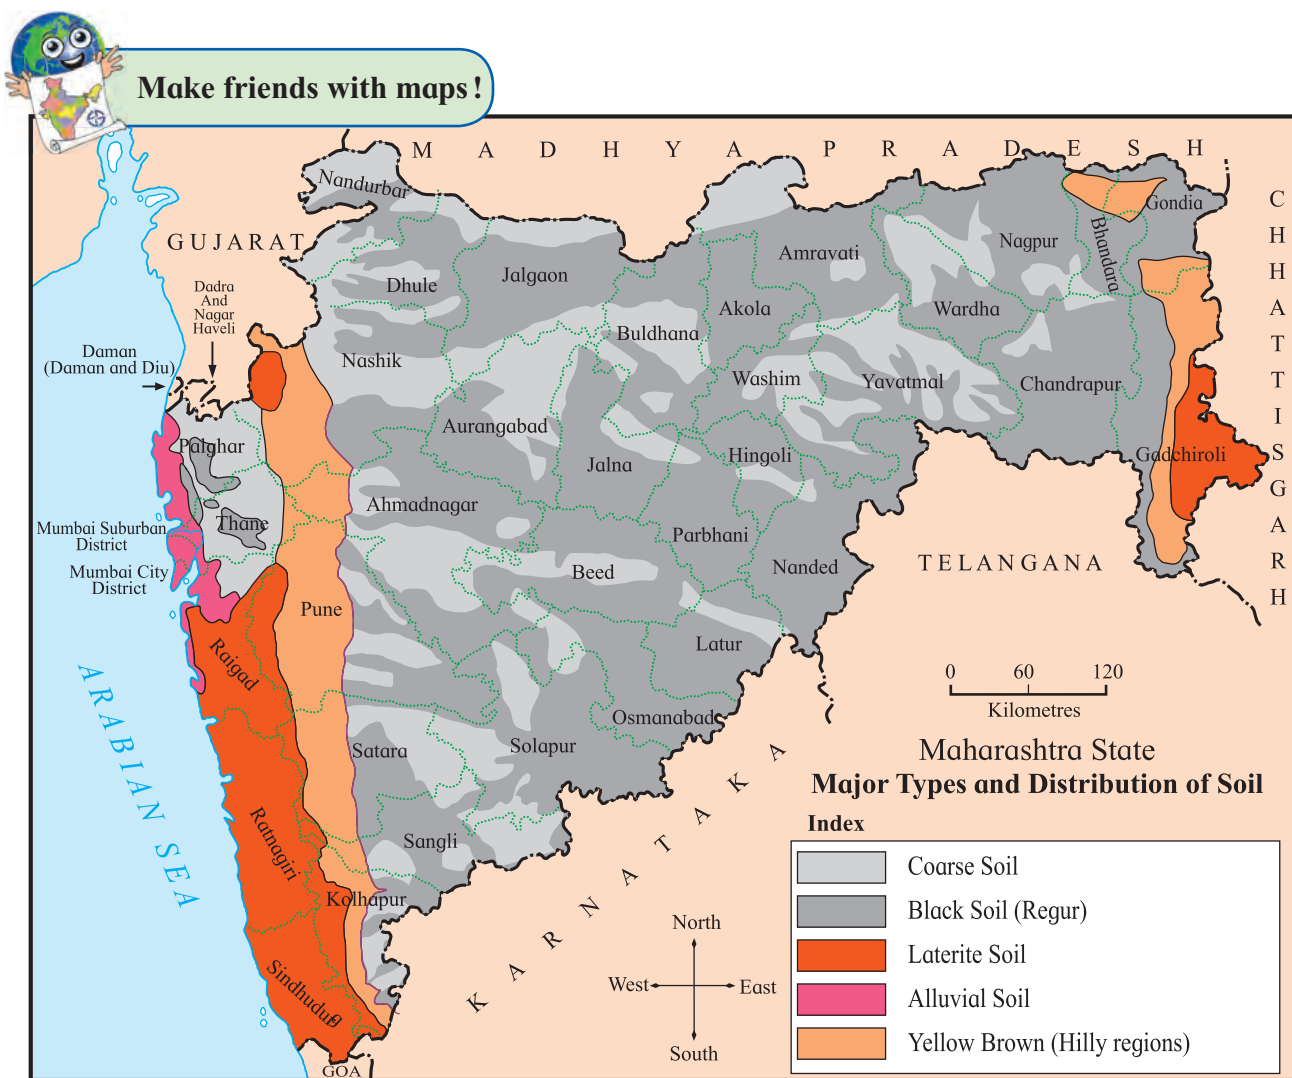 Make friends with maps!
MADHYA PRADESH
Nandurbar
Gondia
CHHATTISGARH
GUJARAT
Bhandara
Nagpur
Amravati
Dhule
Jalgaon
Dadra
And
Nagar
Haveli
Akola
Wardha
Buldhana
Daman
(Daman and Diu)
Nashik
Washim
Yavatmal
Chandrapur
Aurangabad
Palghar
Jalna
Hingoli
Gadchiroli
Ahmadnagar
Thane
Mumbai Suburban
District
Parbhani
Mumbai City
District
Beed
Nanded
TELANGANA
Pune
Raigad
Latur
ARABIAN SEA
0 60 120
Kilometres
Osmanabad
Satara
Solapur
KARNATAKA
Maharashtra State
Major Types and Distribution of Soil
Ratnagiri
Sangli
Index
Coarse Soil
Kolhapur
Black Soil (Regur)
North
Laterite Soil
West
East
Sindhudurg
Alluvial Soil
South
Yellow Brown (Hilly regions)
GOA